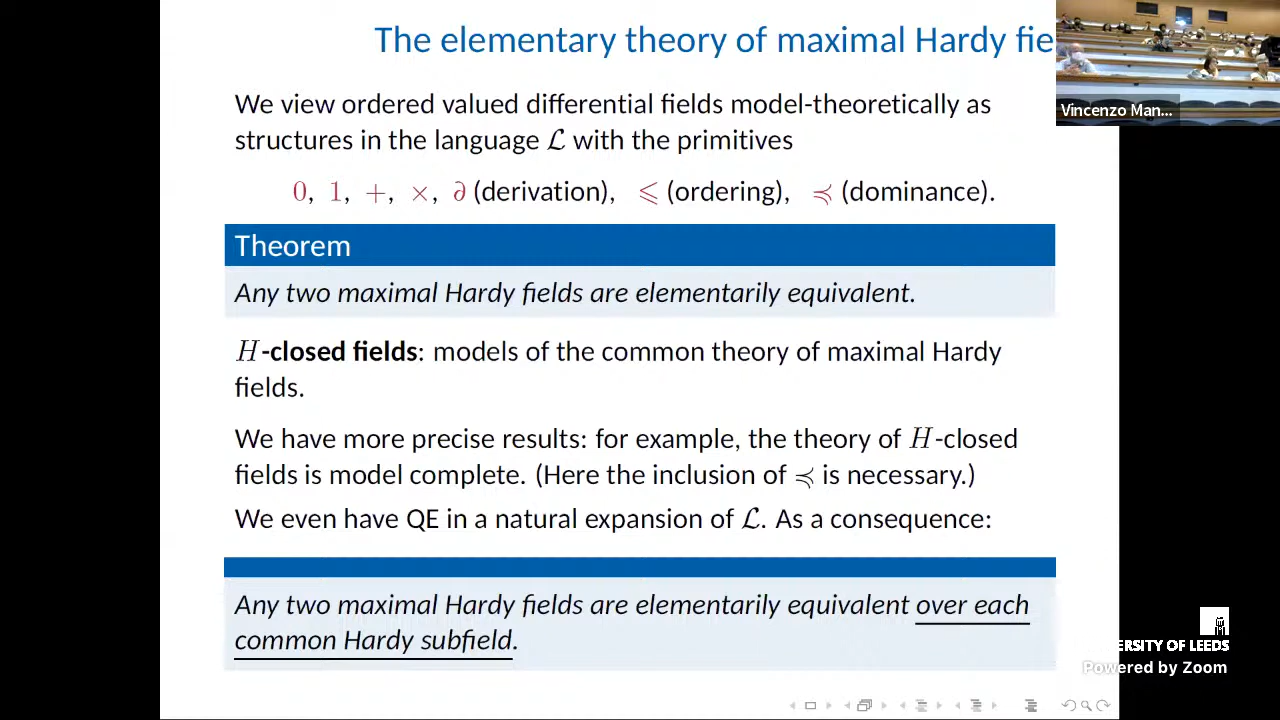 The elementary theory of maximal Hardy fie
Vincenzo Man...
We view ordered valued differential fields model-theoretically as
structures in the language ℒ with the primitives
0, 1, +, ×, ∂ (derivation), ⩽ (ordering), ≼ (dominance).
Theorem
Any two maximal Hardy fields are elementarily equivalent.
H-closed fields: models of the common theory of maximal Hardy
fields.
We have more precise results: for example, the theory of H-closed
fields is model complete. (Here the inclusion of ≼ is necessary.)
We even have QE in a natural expansion of ℒ. As a consequence:
Any two maximal Hardy fields are elementarily equivalent over each
common Hardy subfield.
ERSITY OF LEEDS
Powered by Zoom